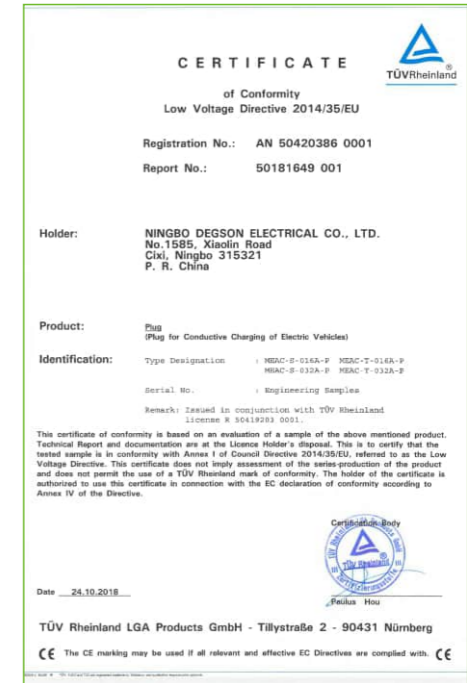 CERTIFICATE
TÜVRheinland®
of Conformity
Low Voltage Directive 2014/35/EU
Registration No.: AN 50420386 0001
Report No.: 50181649 001
Holder: NINGBO DEGSON ELECTRICAL CO., LTD.
No.1585, Xiaolin Road
Cixi, Ningbo 315321
P. R. China
Product: Plug
(Plug for Conductive Charging of Electric Vehicles)
Identification: Type Designation : MEAC-S-016A-P MEAC-T-016A-P
MEAC-S-032A-P MEAC-T-032A-P
Serial No. : Engineering Samples
Remark: Issued in conjunction with TÜV Rheinland
license R 50419283 0001.
This certificate of conformity is based on an evaluation of a sample of the above mentioned product.
Technical Report and documentation are at the Licence Holder's disposal. This is to certify that the
tested sample is in conformity with Annex I of Council Directive 2014/35/EU, referred to as the Low
Voltage Directive. This certificate does not imply assessment of the series-production of the product
and does not permit the use of a TÜV Rheinland mark of conformity. The holder of the certificate is
authorized to use this certificate in connection with the EC declaration of conformity according to
Annex IV of the Directive.
Certification Body
TÜV Rheinland
Zertifizierungsstelle
Date 24.10.2018
Paulus Hou
TÜV Rheinland LGA Products GmbH - Tillystraße 2 - 90431 Nürnberg
CE The CE marking may be used if all relevant and effective EC Directives are complied with. CE